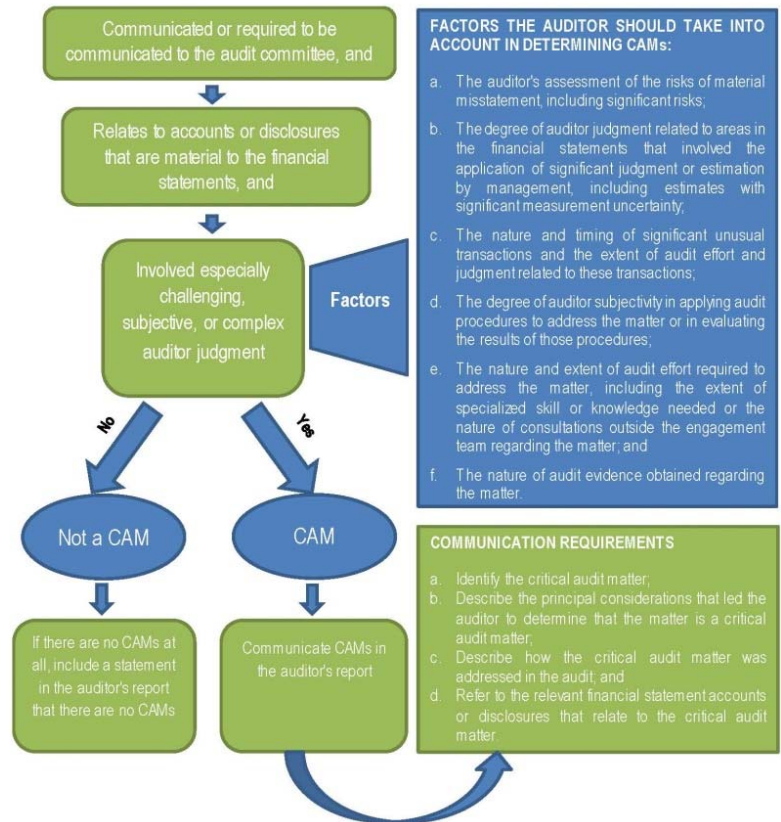 Communicated or required to be
communicated to the audit committee, and
Relates to accounts or disclosures
that are material to the financial
statements, and
Involved especially
challenging,
subjective, or complex
auditor judgment
Factors
No
Yes
Not a CAM
CAM
If there are no CAMs at
all, include a statement
in the auditor's report
that there are no CAMs
Communicate CAMs in
the auditor's report
FACTORS THE AUDITOR SHOULD TAKE INTO
ACCOUNT IN DETERMINING CAMs:
a. The auditor's assessment of the risks of material
misstatement, including significant risks;
b. The degree of auditor judgment related to areas in
the financial statements that involved the
application of significant judgment or estimation
by management, including estimates with
significant measurement uncertainty;
c. The nature and timing of significant unusual
transactions and the extent of audit effort and
judgment related to these transactions;
d. The degree of auditor subjectivity in applying audit
procedures to address the matter or in evaluating
the results of those procedures;
e. The nature and extent of audit effort required to
address the matter, including the extent of
specialized skill or knowledge needed or the
nature of consultations outside the engagement
team regarding the matter; and
f. The nature of audit evidence obtained regarding
the matter.
COMMUNICATION REQUIREMENTS
a. Identify the critical audit matter;
b. Describe the principal considerations that led the
auditor to determine that the matter is a critical
audit matter;
c. Describe how the critical audit matter was
addressed in the audit; and
d. Refer to the relevant financial statement accounts
or disclosures that relate to the critical audit
matter.